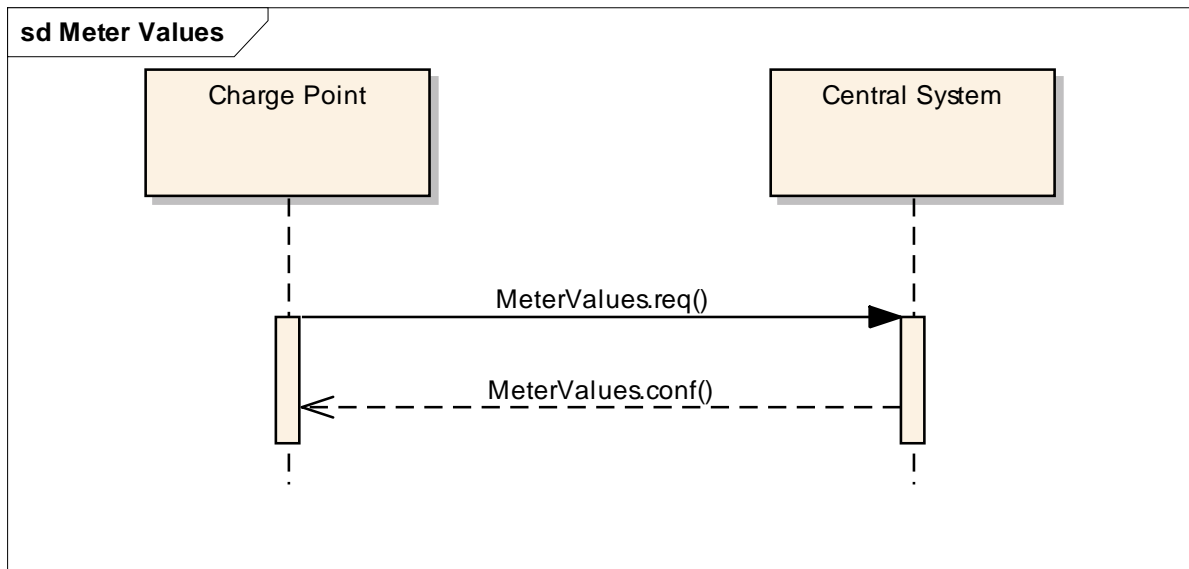 sd Meter Values
Charge Point
Central System
MeterValues.req()
MeterValues.conf()